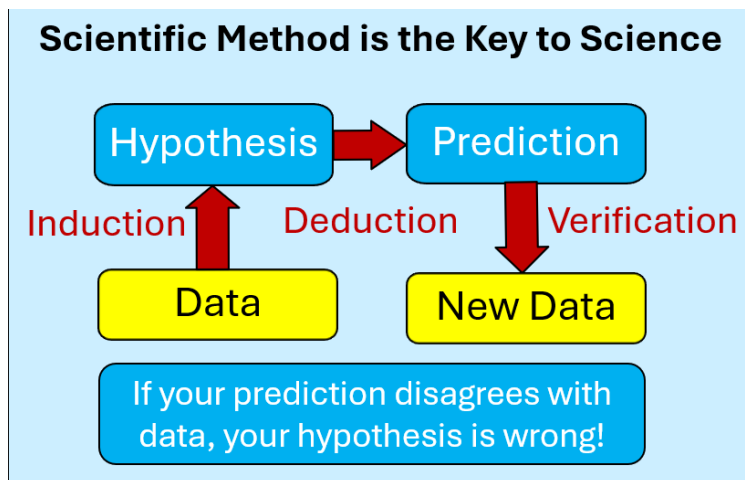 Scientific Method is the Key to Science
Hypothesis
Prediction
Induction
Deduction
Verification
Data
New Data
If your prediction disagrees with
data, your hypothesis is wrong!